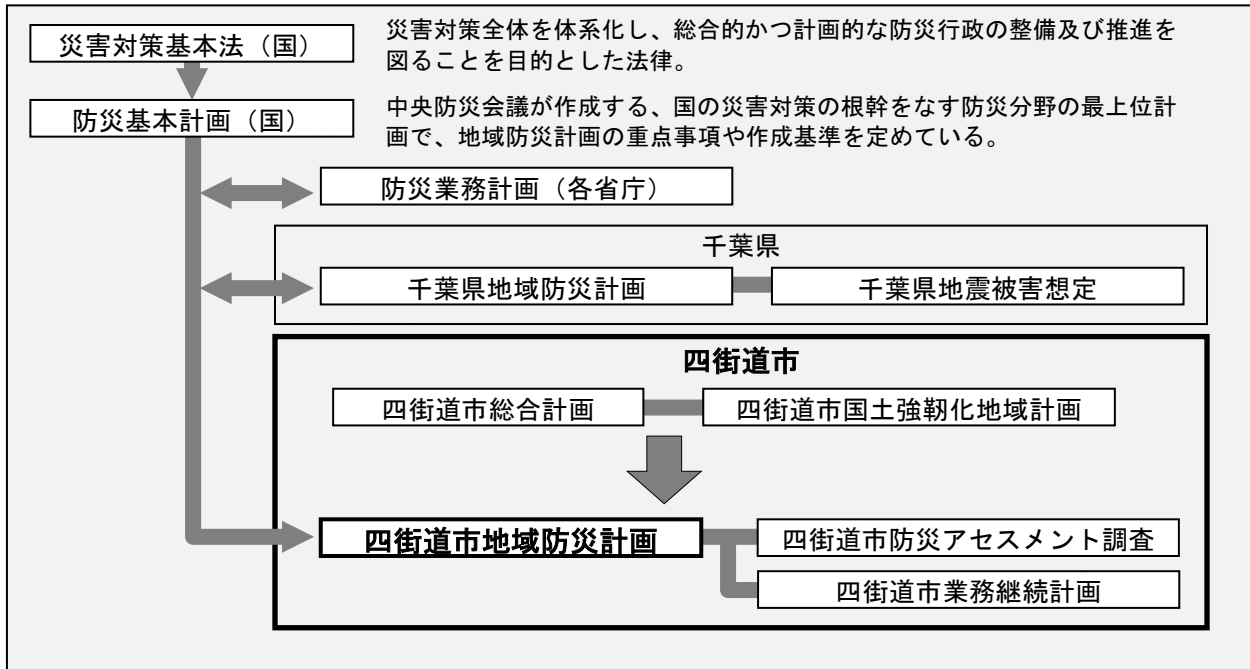 災害対策基本法（国）
災害対策全体を体系化し、総合的かつ計画的な防災行政の整備及び推進を
図ることを目的とした法律。
防災基本計画（国）
中央防災会議が作成する、国の災害対策の根幹をなす防災分野の最上位計
画で、地域防災計画の重点事項や作成基準を定めている。
防災業務計画（各省庁）
千葉県
千葉県地域防災計画
千葉県地震被害想定
四街道市
四街道市総合計画
四街道市国土強靭化地域計画
四街道市地域防災計画
四街道市防災アセスメント調査
四街道市業務継続計画